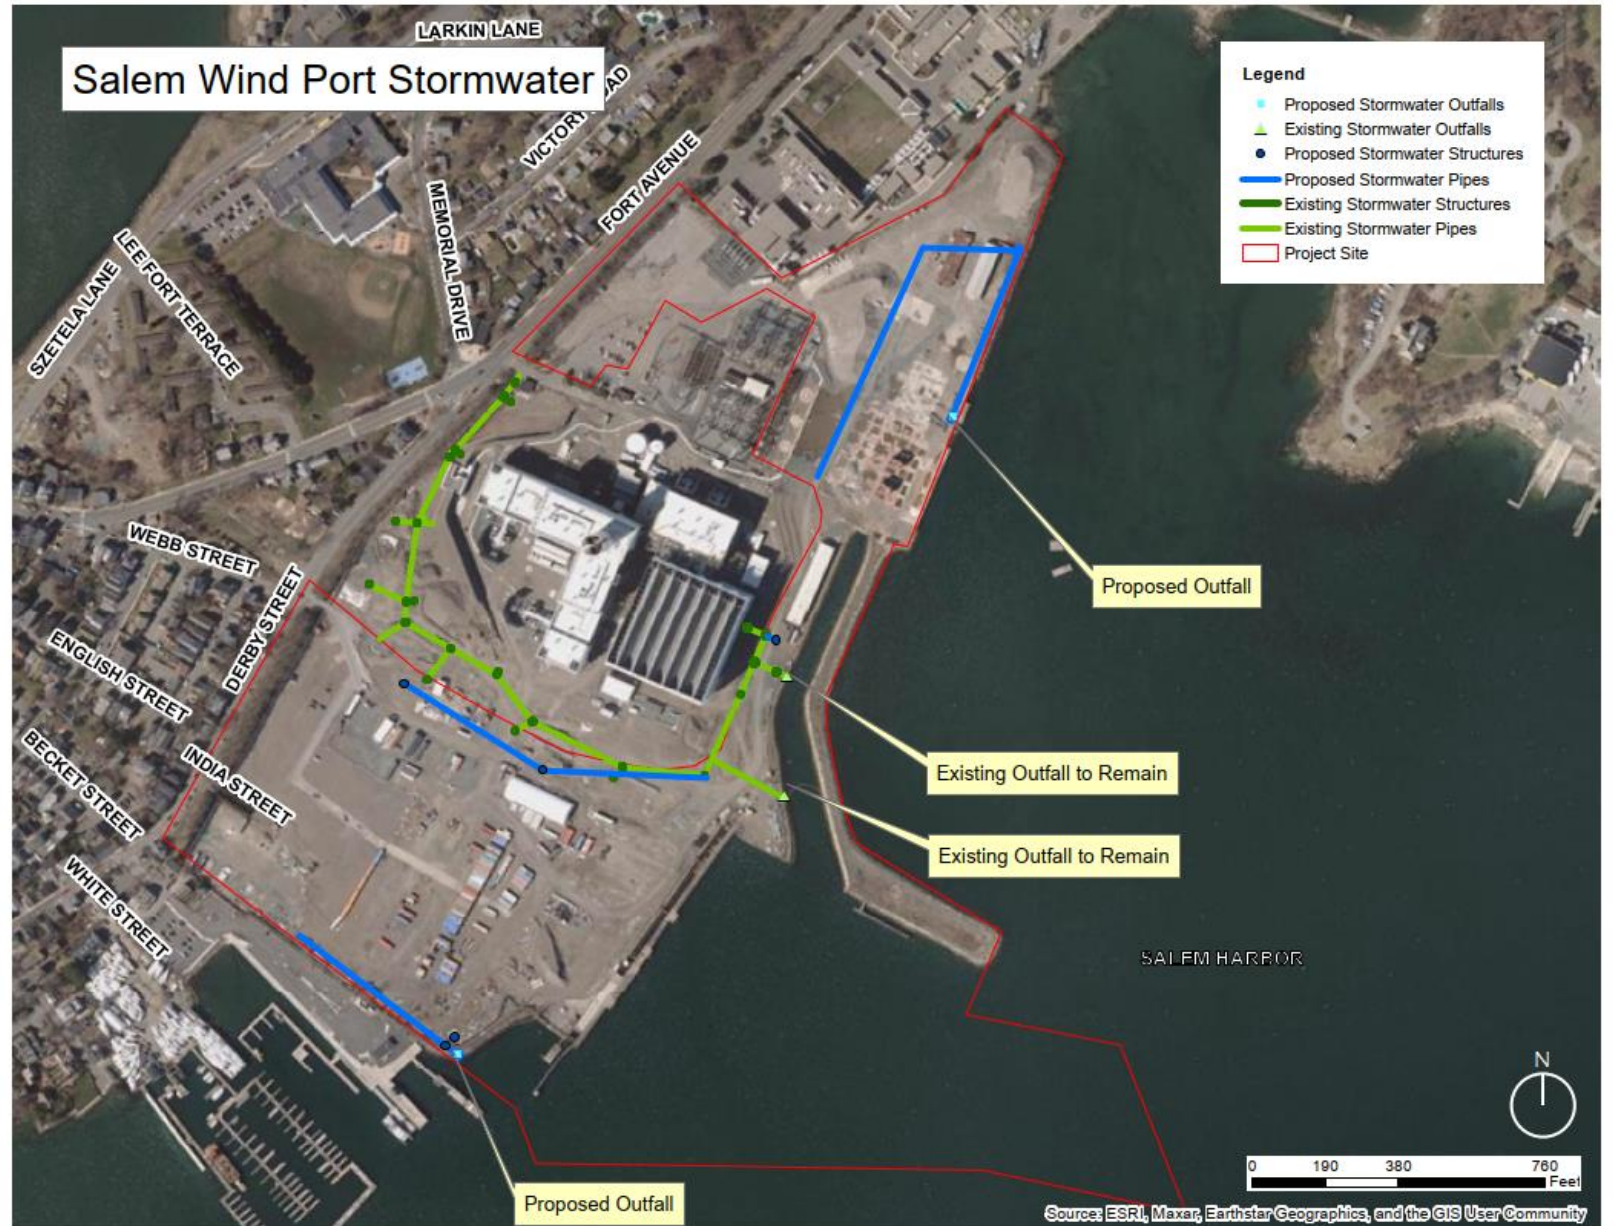 LARKIN LANE
Salem Wind Port Stormwater
VICTORY ROAD
FORT AVENUE
MEMORIAL DRIVE
LEE FORT TERRACE
SZETELA LANE
WEBB STREET
DERBY STREET
ENGLISH STREET
INDIA STREET
BECKET STREET
WHITE STREET
Legend
Proposed Stormwater Outfalls
Existing Stormwater Outfalls
Proposed Stormwater Structures
Proposed Stormwater Pipes
Existing Stormwater Structures
Existing Stormwater Pipes
Project Site
Proposed Outfall
Existing Outfall to Remain
Existing Outfall to Remain
SALEM HARBOR
Proposed Outfall
N
0 190 380 760
Feet
Source: ESRI, Maxar, Earthstar Geographics, and the GIS User Community